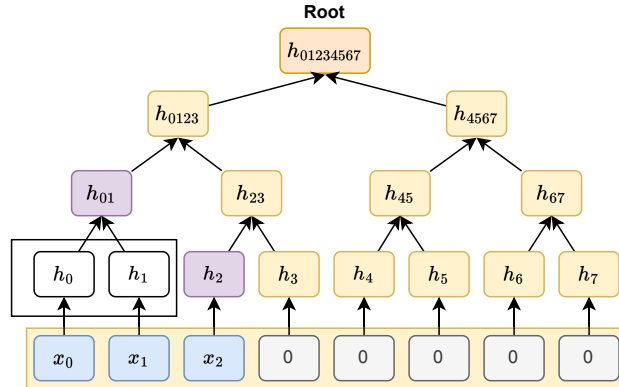 Root
h₀₁₂₃₄₅₆₇
h₀₁₂₃ h₄₅₆₇
h₀₁ h₂₃ h₄₅ h₆₇
h₀ h₁ h₂ h₃ h₄ h₅ h₆ h₇
x₀ x₁ x₂ 0 0 0 0 0